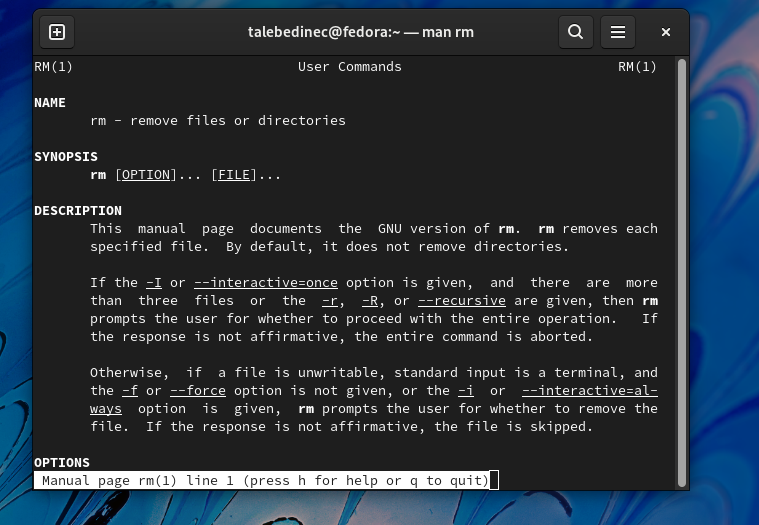 talebedinec@fedora:~ — man rm
RM(1) User Commands RM(1)
NAME
rm - remove files or directories
SYNOPSIS
rm [OPTION]... [FILE]...
DESCRIPTION
This manual page documents the GNU version of rm. rm removes each
specified file. By default, it does not remove directories.
If the -I or --interactive=once option is given, and there are more
than three files or the -r, -R, or --recursive are given, then rm
prompts the user for whether to proceed with the entire operation. If
the response is not affirmative, the entire command is aborted.
Otherwise, if a file is unwritable, standard input is a terminal, and
the -f or --force option is not given, or the -i or --interactive=al-
ways option is given, rm prompts the user for whether to remove the
file. If the response is not affirmative, the file is skipped.
OPTIONS
Manual page rm(1) line 1 (press h for help or q to quit)